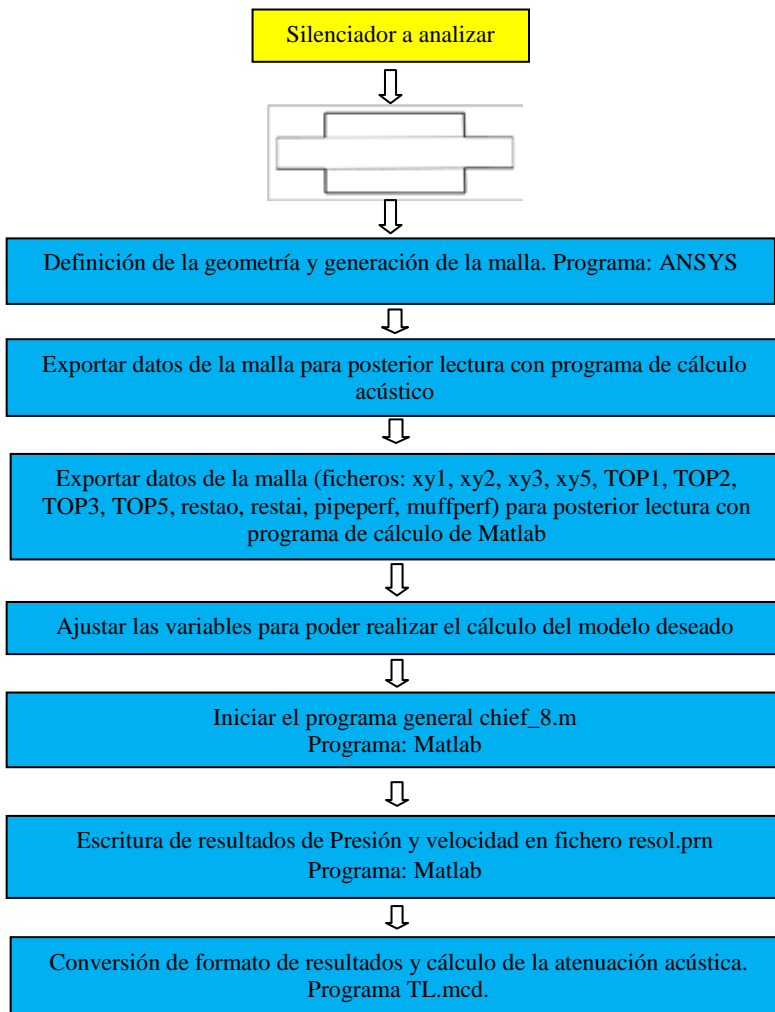 Silenciador a analizar
Definición de la geometría y generación de la malla. Programa: ANSYS
Exportar datos de la malla para posterior lectura con programa de cálculo
acústico
Exportar datos de la malla (ficheros: xy1, xy2, xy3, xy5, TOP1, TOP2,
TOP3, TOP5, restao, restai, pipeperf, muffperf) para posterior lectura con
programa de cálculo de Matlab
Ajustar las variables para poder realizar el cálculo del modelo deseado
Iniciar el programa general chief_8.m
Programa: Matlab
Escritura de resultados de Presión y velocidad en fichero resol.prn
Programa: Matlab
Conversión de formato de resultados y cálculo de la atenuación acústica.
Programa TL.mcd.